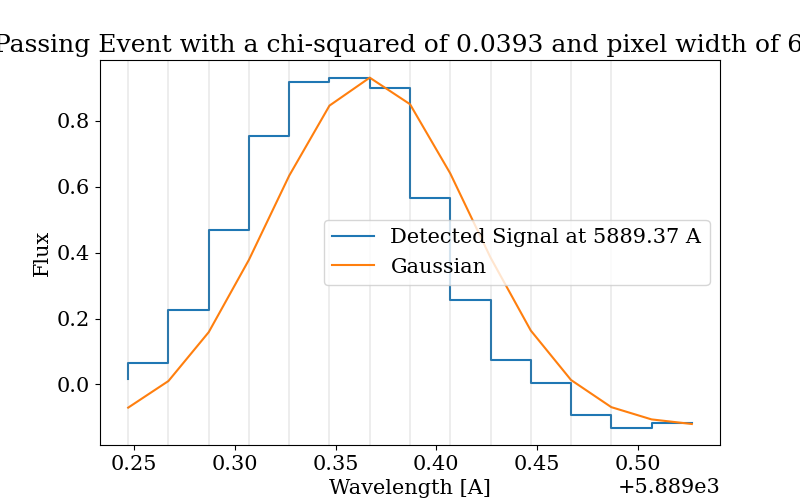 Passing Event with a chi-squared of 0.0393 and pixel width of 6
Flux
0.8
0.6
0.4
0.2
0.0
Detected Signal at 5889.37 A
Gaussian
0.25 0.30 0.35 0.40 0.45 0.50
Wavelength [A]
+5.889e3